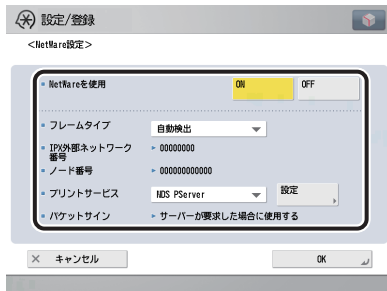 設定/登録
<NetWare設定>
NetWareを使用
ON
OFF
フレームタイプ
自動検出
IPX外部ネットワーク
番号
00000000
ノード番号
000000000000
プリントサービス
NDS PServer
設定
パケットサイン
サーバーが要求した場合に使用する
キャンセル
OK